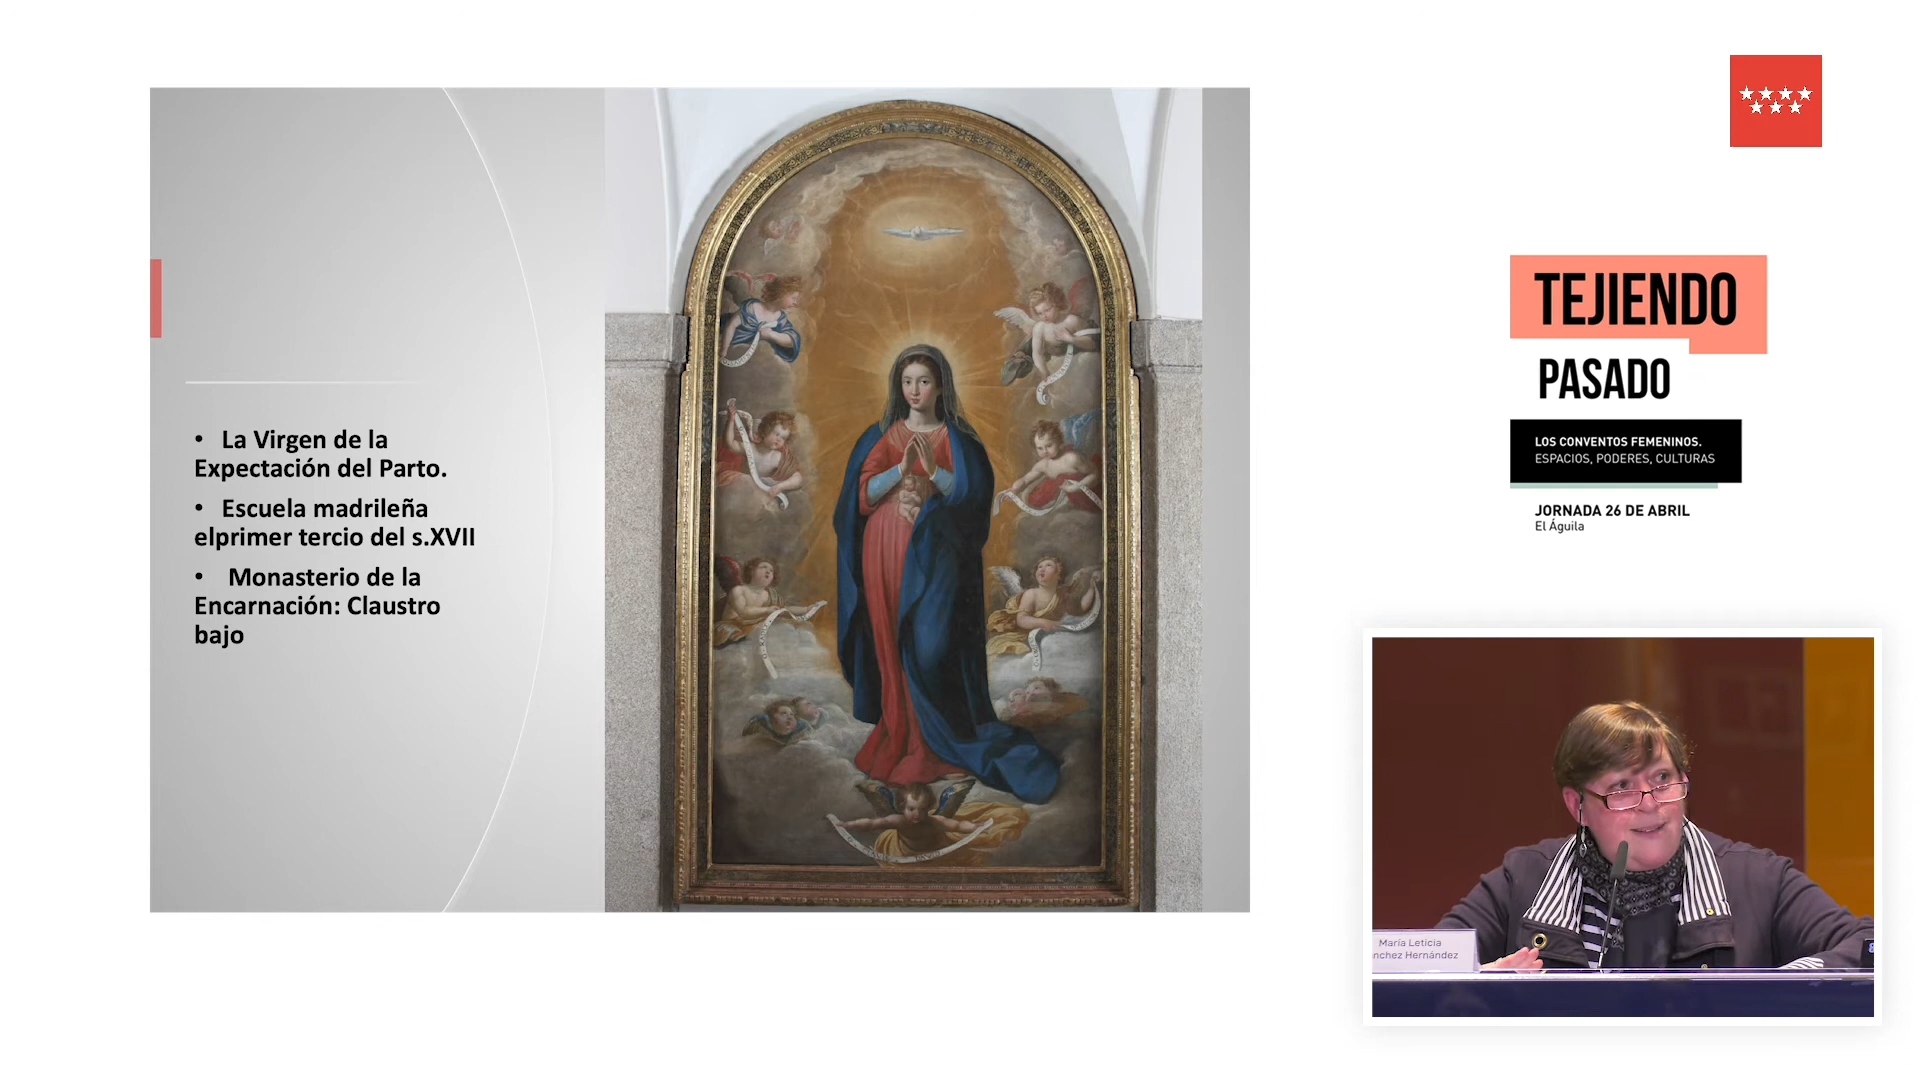 • La Virgen de la
Expectación del Parto.
• Escuela madrileña
elprimer tercio del s.XVII
• Monasterio de la
Encarnación: Claustro
bajo
TEJIENDO
PASADO
LOS CONVENTOS FEMENINOS.
ESPACIOS, PODERES, CULTURAS
JORNADA 26 DE ABRIL
El Águila
María Leticia
nchez Hernández